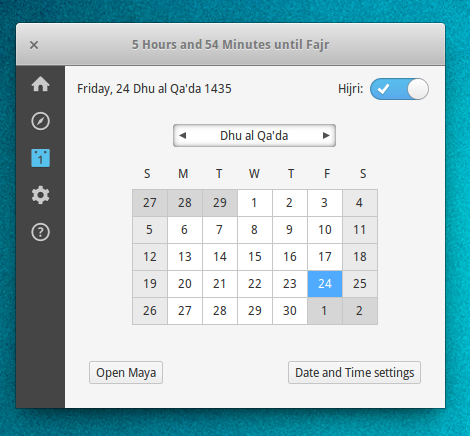 5 Hours and 54 Minutes until Fajr
Friday, 24 Dhu al Qa'da 1435 Hijri:
1
Dhu al Qa'da
S M T W T F S
27 28 29 1 2 3 4
5 6 7 8 9 10 11
12 13 14 15 16 17 18
19 20 21 22 23 24 25
26 27 28 29 30 1 2
?
Open Maya Date and Time settings